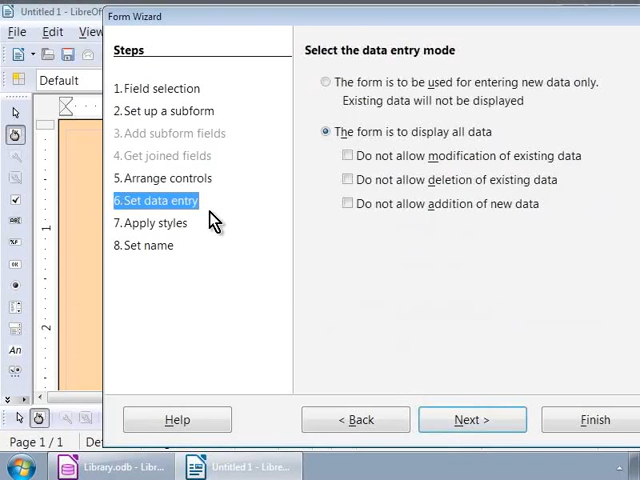 Untitled 1 - LibreOf
Form Wizard
File
Edit
View
Default
1
2
An
Page 1 / 1
Steps
1. Field selection
2. Set up a subform
3. Add subform fields
4. Get joined fields
5. Arrange controls
6. Set data entry
7. Apply styles
8. Set name
Select the data entry mode
The form is to be used for entering new data only.
Existing data will not be displayed
The form is to display all data
Do not allow modification of existing data
Do not allow deletion of existing data
Do not allow addition of new data
Help
< Back
Next >
Finish
Library.odb - Libr...
Untitled 1 - Libre...